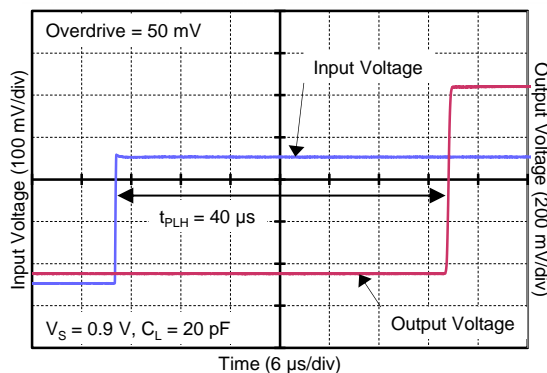 Overdrive = 50 mV
Input Voltage
Input Voltage (100 mV/div)
Output Voltage (200 mV/div)
tPLH = 40 µs
Output Voltage
VS = 0.9 V, CL = 20 pF
Time (6 µs/div)